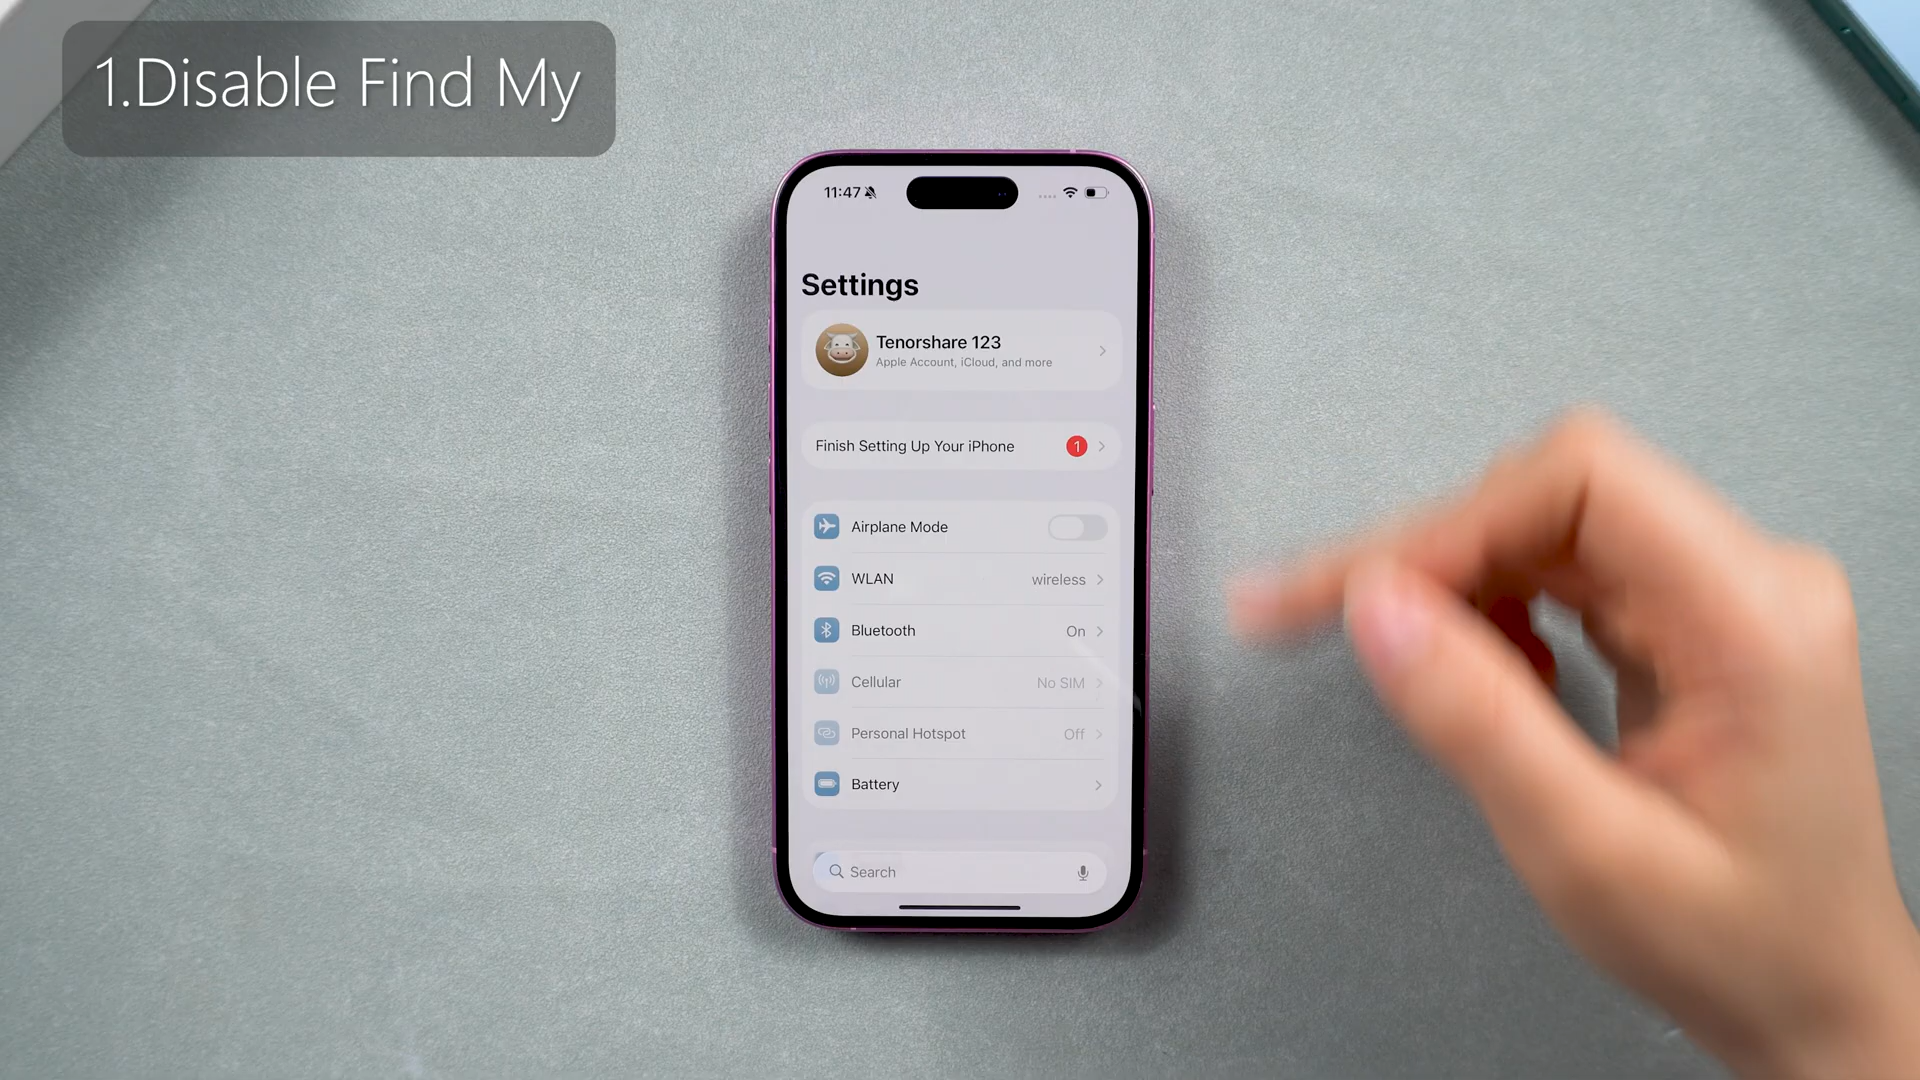 1.Disable Find My
11:47
Settings
Tenorshare 123
Apple Account, iCloud, and more
Finish Setting Up Your iPhone 1
Airplane Mode
WLAN wireless
Bluetooth On
Cellular No SIM
Personal Hotspot Off
Battery
Search